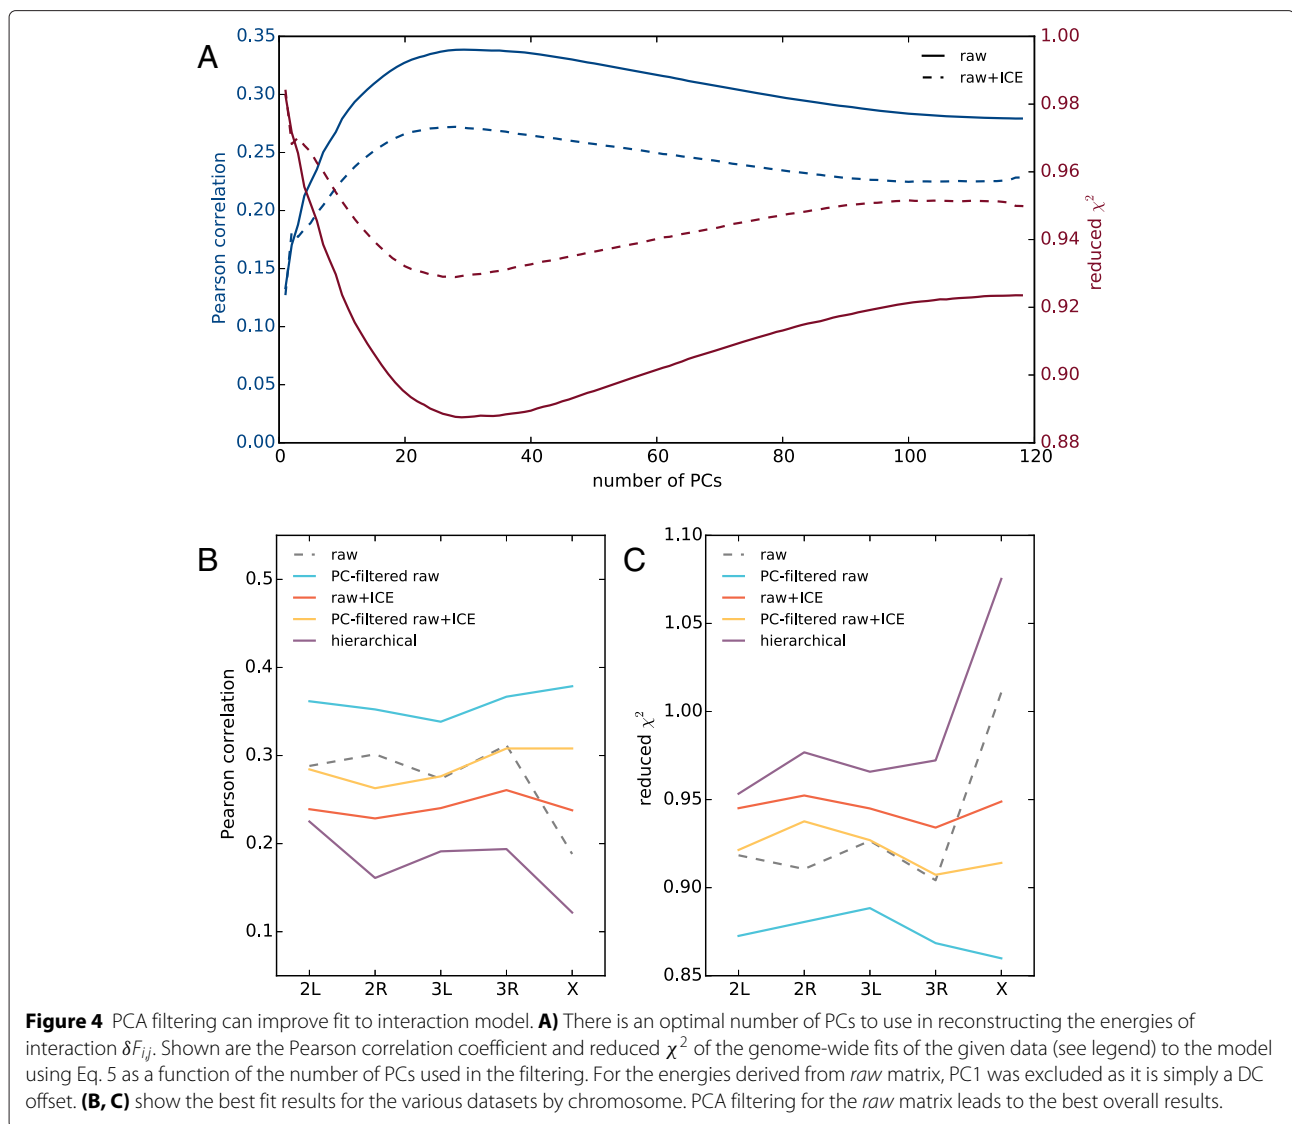 A
0.35
0.30
0.25
0.20
0.15
0.10
0.05
0.00
Pearson correlation
1.00
0.98
0.96
0.94
0.92
0.90
0.88
reduced χ²
raw
raw+ICE
0 20 40 60 80 100 120
number of PCs
B
0.5
0.4
0.3
0.2
0.1
Pearson correlation
raw
PC-filtered raw
raw+ICE
PC-filtered raw+ICE
hierarchical
2L 2R 3L 3R X
C
1.10
1.05
1.00
0.95
0.90
0.85
reduced χ²
raw
PC-filtered raw
raw+ICE
PC-filtered raw+ICE
hierarchical
2L 2R 3L 3R X
Figure 4 PCA filtering can improve fit to interaction model. A) There is an optimal number of PCs to use in reconstructing the energies of
interaction δF_{i,j}. Shown are the Pearson correlation coefficient and reduced χ² of the genome-wide fits of the given data (see legend) to the model
using Eq. 5 as a function of the number of PCs used in the filtering. For the energies derived from raw matrix, PC1 was excluded as it is simply a DC
offset. (B, C) show the best fit results for the various datasets by chromosome. PCA filtering for the raw matrix leads to the best overall results.